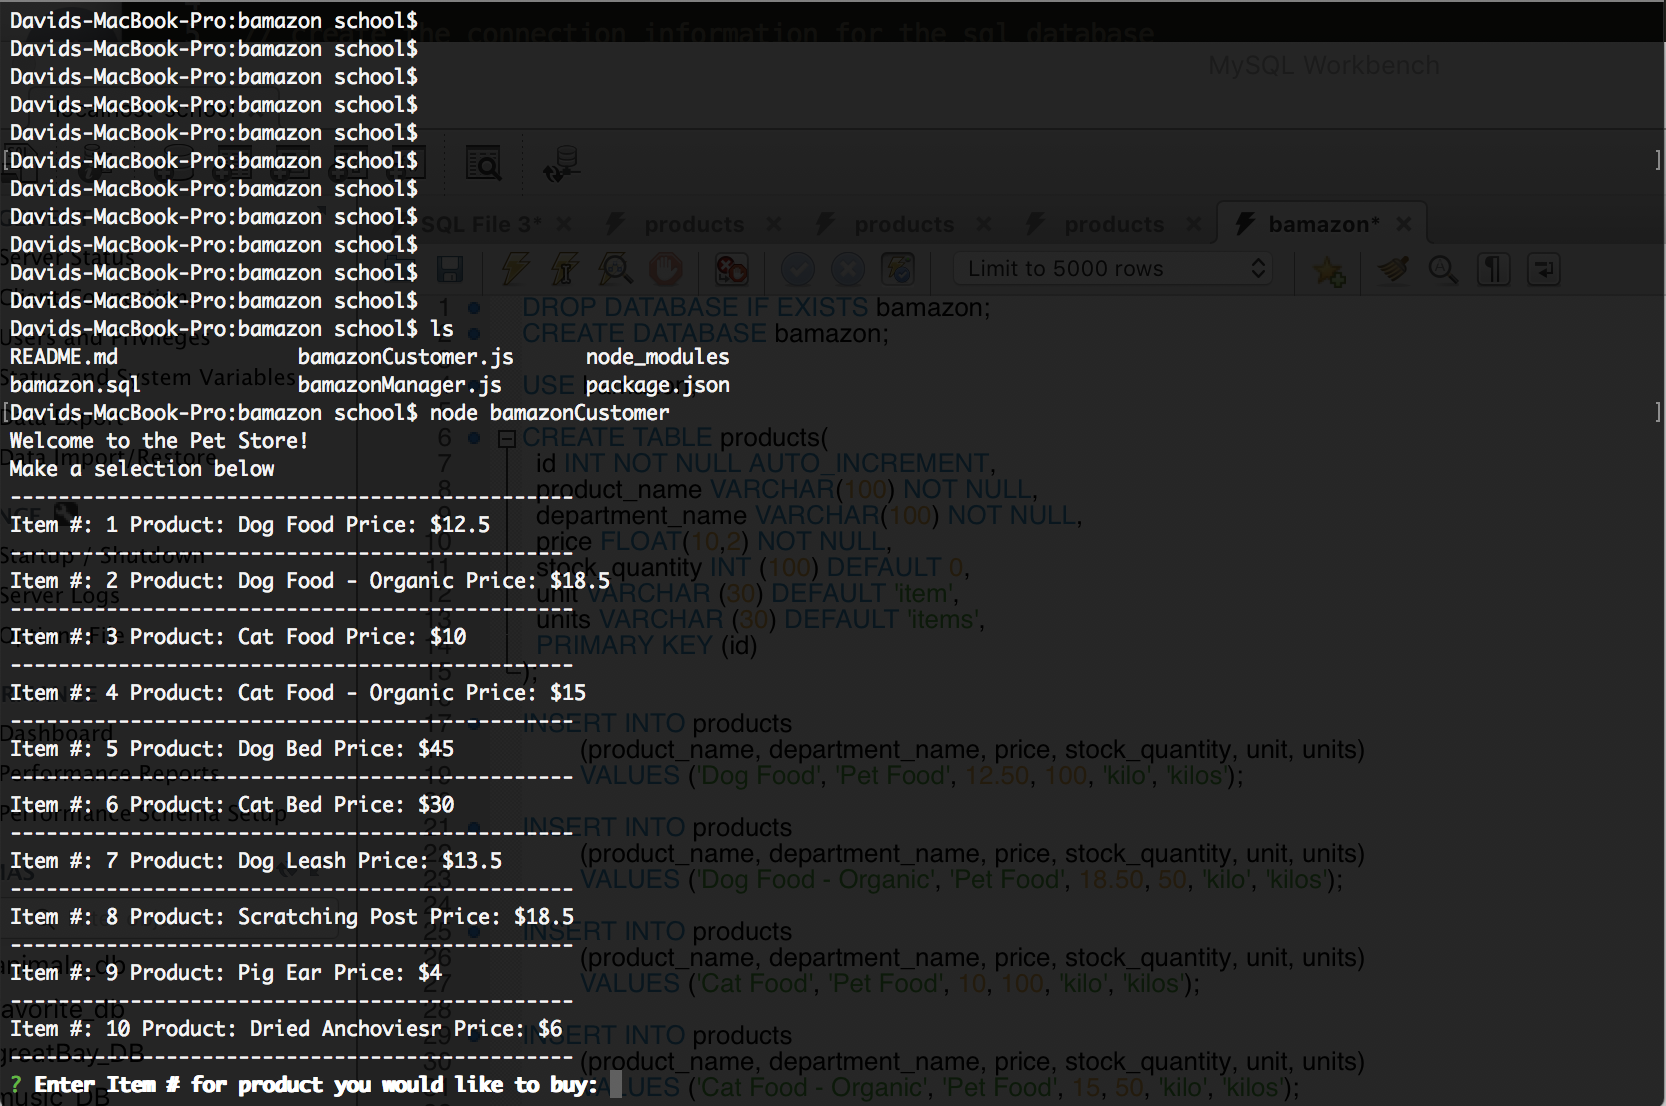 Davids-MacBook-Pro:bamazon school$
// create the connection information for the sql database
Davids-MacBook-Pro:bamazon school$
MySQL Workbench
Davids-MacBook-Pro:bamazon school$
Davids-MacBook-Pro:bamazon school$
Davids-MacBook-Pro:bamazon school$
[Davids-MacBook-Pro:bamazon school$ ]
Davids-MacBook-Pro:bamazon school$
Davids-MacBook-Pro:bamazon school$
SQL File 3* products products products bamazon*
Davids-MacBook-Pro:bamazon school$
Server Status
Davids-MacBook-Pro:bamazon school$
Limit to 5000 rows
Davids-MacBook-Pro:bamazon school$
1 DROP DATABASE IF EXISTS bamazon;
Davids-MacBook-Pro:bamazon school$ ls
CREATE DATABASE bamazon;
Users and Privileges
README.md bamazonCustomer.js node_modules
Status and System Variables
bamazon.sql bamazonManager.js package.json
USE
[Davids-MacBook-Pro:bamazon school$ node bamazonCustomer ]
Data Export
Welcome to the Pet Store!
6 CREATE TABLE products(
Data Import/Restore
Make a selection below
7 id INT NOT NULL AUTO_INCREMENT,
------------------------------------------------
8 product_name VARCHAR(100) NOT NULL,
Item #: 1 Product: Dog Food Price: $12.5
department_name VARCHAR(100) NOT NULL,
Startup / Shutdown
------------------------------------------------
10 price FLOAT(10,2) NOT NULL,
Item #: 2 Product: Dog Food - Organic Price: $18.5
11 stock_quantity INT (100) DEFAULT 0,
Server Logs
------------------------------------------------
12 unit VARCHAR (30) DEFAULT 'item',
Item #: 3 Product: Cat Food Price: $10
13 units VARCHAR (30) DEFAULT 'items',
14 PRIMARY KEY (id)
------------------------------------------------
15 );
Item #: 4 Product: Cat Food - Organic Price: $15
------------------------------------------------
17 INSERT INTO products
Dashboard
Item #: 5 Product: Dog Bed Price: $45
(product_name, department_name, price, stock_quantity, unit, units)
Performance Reports
------------------------------------------------
19 VALUES ('Dog Food', 'Pet Food', 12.50, 100, 'kilo', 'kilos');
Item #: 6 Product: Cat Bed Price: $30
Performance Schema Setup
------------------------------------------------
21 INSERT INTO products
Item #: 7 Product: Dog Leash Price: $13.5
22 (product_name, department_name, price, stock_quantity, unit, units)
------------------------------------------------
23 VALUES ('Dog Food - Organic', 'Pet Food', 18.50, 50, 'kilo', 'kilos');
24
Item #: 8 Product: Scratching Post Price: $18.5
------------------------------------------------
25 INSERT INTO products
Item #: 9 Product: Pig Ear Price: $4
26 (product_name, department_name, price, stock_quantity, unit, units)
27 VALUES ('Cat Food', 'Pet Food', 10, 100, 'kilo', 'kilos');
------------------------------------------------
28
Item #: 10 Product: Dried Anchoviesr Price: $6
29 INSERT INTO products
------------------------------------------------
30 (product_name, department_name, price, stock_quantity, unit, units)
greatBay_DB
? Enter Item # for product you would like to buy:
VALUES ('Cat Food - Organic', 'Pet Food', 15, 50, 'kilo', 'kilos');
music_DB